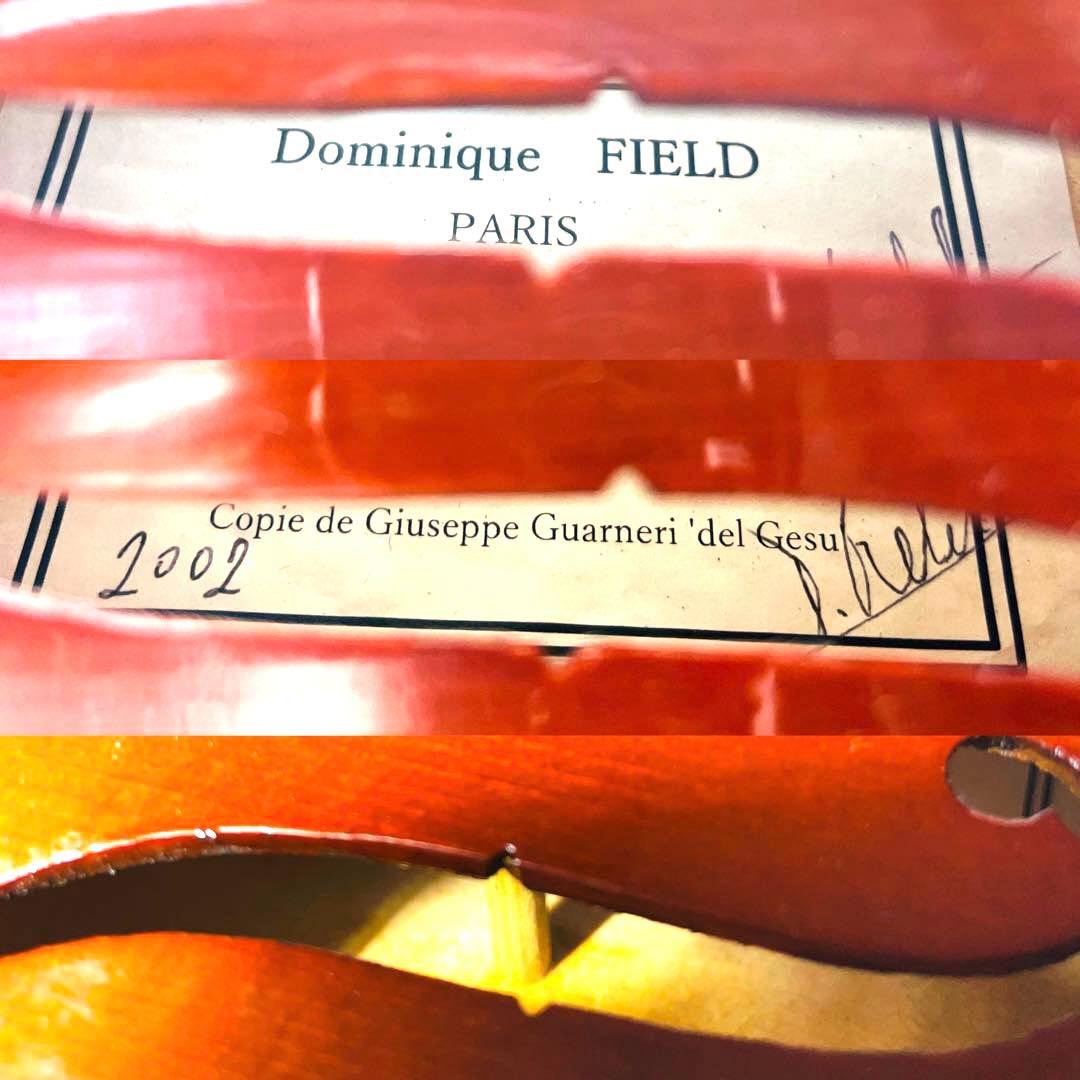 Dominique FIELD
PARIS
Copie de Giuseppe Guarneri 'del Gesu
2002